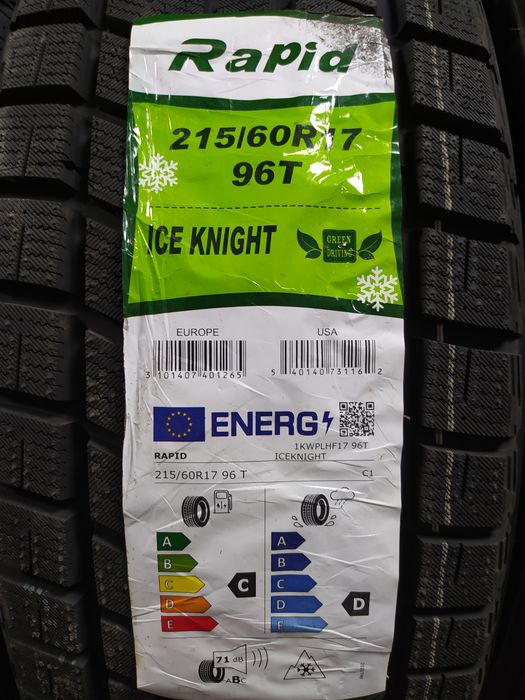 Rapid
215/60R17
96T
ICE KNIGHT
GREEN
DRIVING
EUROPE
3 101407 401265
USA
5 40140 73116 2
ENERG
1KWPLHF17 96T
RAPID
ICEKNIGHT
215/60R17 96 T
C1
A
B
C
D
E
C
A
B
C
D
E
D
71 dB
ABC